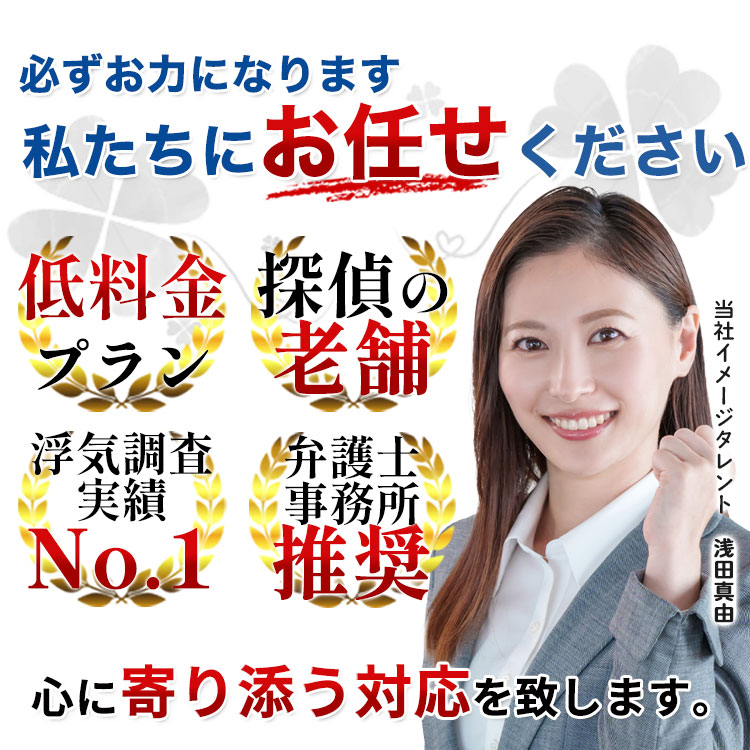 必ずお力になります
私たちにお任せください
低料金
プラン
探偵の
老舗
浮気調査
実績
No.1
弁護士
事務所
推奨
当社イメージタレント 浅田真由
心に寄り添う対応を致します。